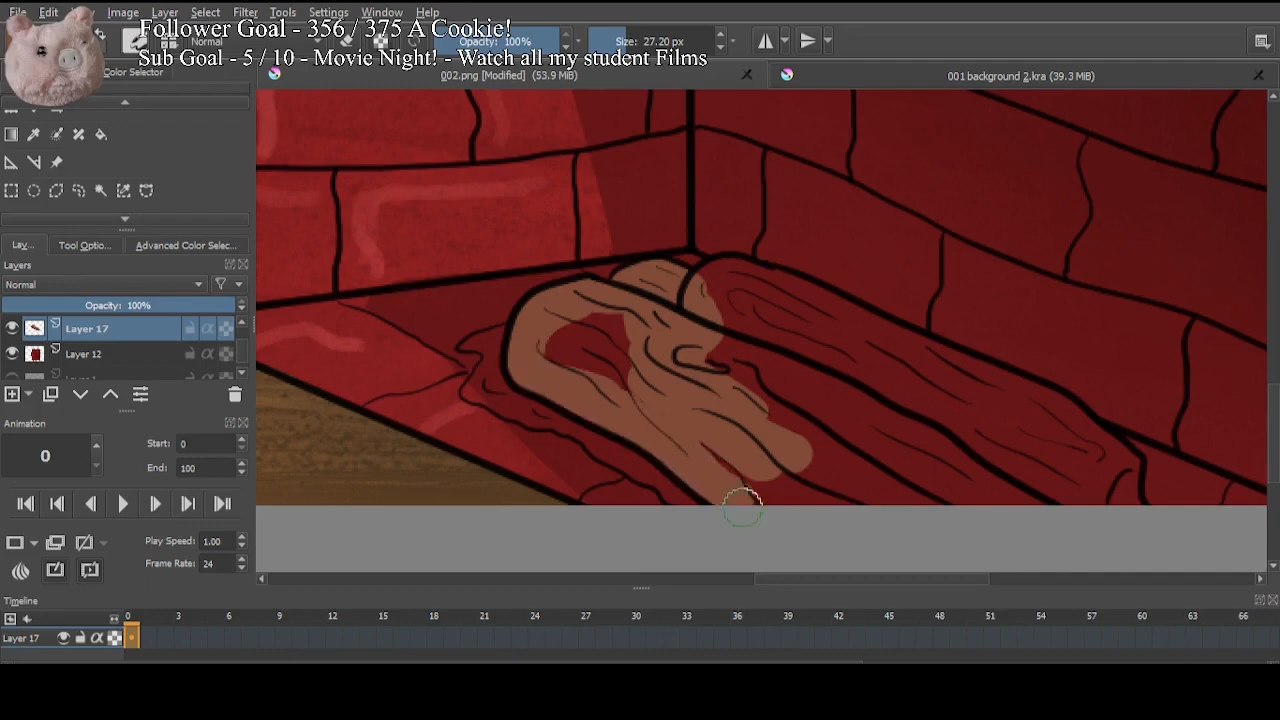 File Edit View Image Layer Select Filter Tools Settings Window Help
Follower Goal - 356 / 375 A Cookie!
Normal Opacity: 100% Size: 27.20 px
Sub Goal - 5 / 10 - Movie Night! - Watch all my student Films
Color Selector
002.png [Modified] (53.9 MiB)
001 background 2.kra (39.3 MiB)
Lay... Tool Optio... Advanced Color Selec...
Layers
Normal
Opacity: 100%
Layer 17
Layer 12
Animation
0
Start: 0
End: 100
Play Speed: 1.00
Frame Rate: 24
Timeline
0 3 6 9 12 15 18 21 24 27 30 33 36 39 42 45 48 51 54 57 60 63 66
Layer 17